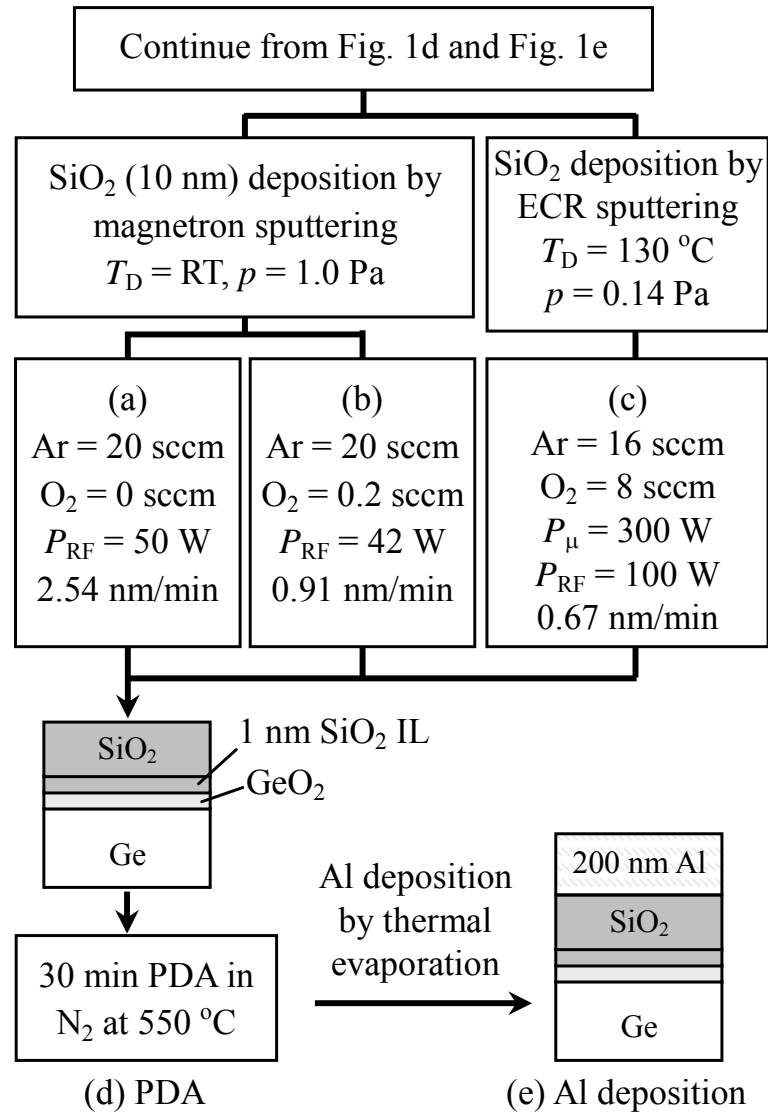 Continue from Fig. 1d and Fig. 1e
SiO₂ (10 nm) deposition by
magnetron sputtering
T_D = RT, p = 1.0 Pa
SiO₂ deposition by
ECR sputtering
T_D = 130 °C
p = 0.14 Pa
(a)
Ar = 20 sccm
O₂ = 0 sccm
P_RF = 50 W
2.54 nm/min
(b)
Ar = 20 sccm
O₂ = 0.2 sccm
P_RF = 42 W
0.91 nm/min
(c)
Ar = 16 sccm
O₂ = 8 sccm
P_μ = 300 W
P_RF = 100 W
0.67 nm/min
SiO₂
1 nm SiO₂ IL
GeO₂
Ge
30 min PDA in
N₂ at 550 °C
(d) PDA
Al deposition
by thermal
evaporation
200 nm Al
SiO₂
Ge
(e) Al deposition